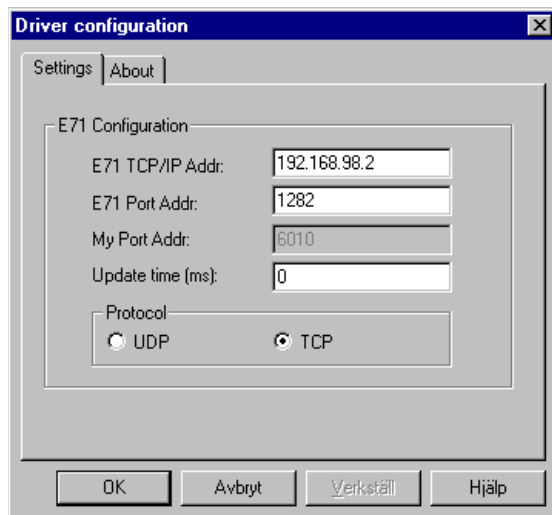 Driver configuration
Settings About
E71 Configuration
E71 TCP/IP Addr: 192.168.98.2
E71 Port Addr: 1282
My Port Addr: 6010
Update time (ms): 0
Protocol
UDP TCP
OK Avbryt Verkställ Hjälp